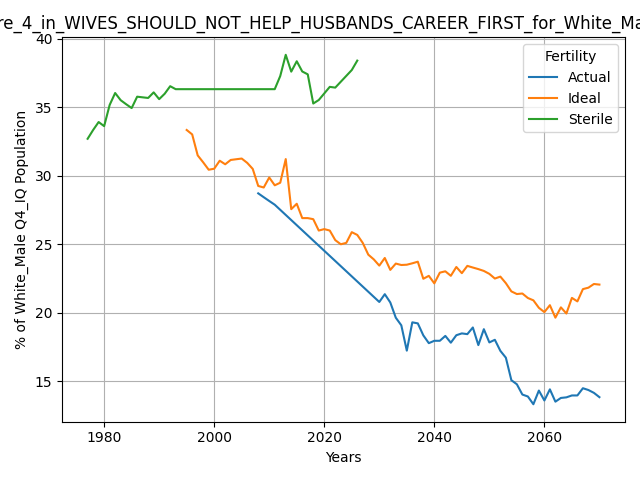 re_4_in_WIVES_SHOULD_NOT_HELP_HUSBANDS_CAREER_FIRST_for_White_Ma
Fertility
Actual
Ideal
Sterile
40
35
30
25
20
15
% of White_Male Q4_IQ Population
1980
2000
2020
2040
2060
Years